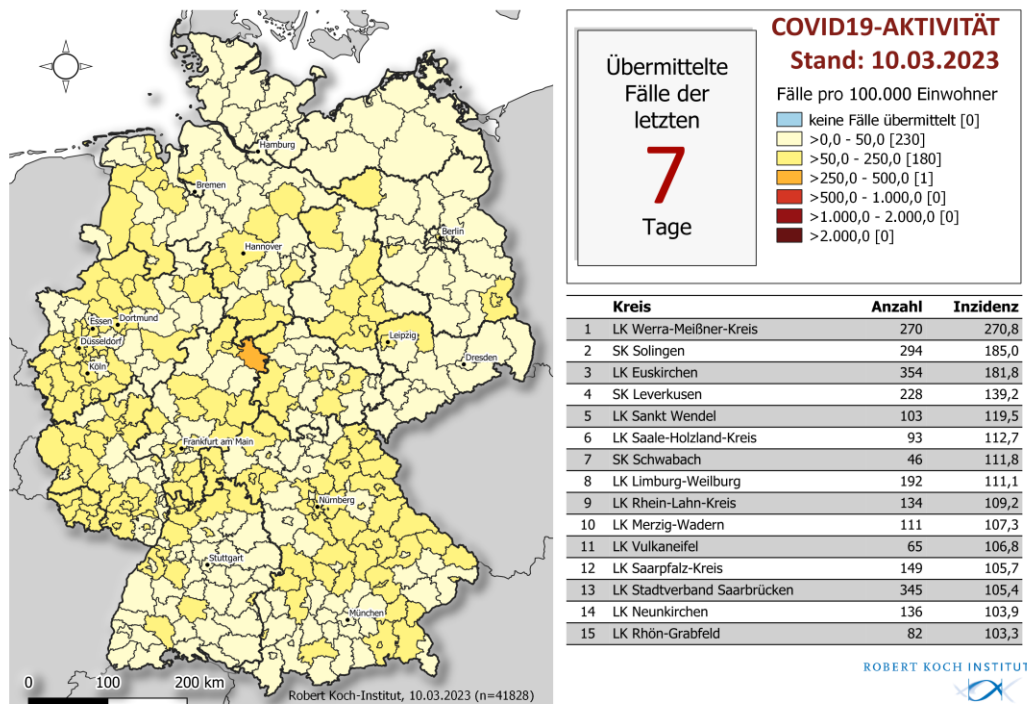 Hamburg
Bremen
Berlin
Hannover
Essen
Dortmund
Düsseldorf
Köln
Leipzig
Dresden
Frankfurt am Main
Nürnberg
Stuttgart
München
0 100 200 km
Robert Koch-Institut, 10.03.2023 (n=41828)
Übermittelte
Fälle der
letzten
7
Tage
COVID19-AKTIVITÄT
Stand: 10.03.2023
Fälle pro 100.000 Einwohner
keine Fälle übermittelt [0]
>0,0 - 50,0 [230]
>50,0 - 250,0 [180]
>250,0 - 500,0 [1]
>500,0 - 1.000,0 [0]
>1.000,0 - 2.000,0 [0]
>2.000,0 [0]
Kreis Anzahl Inzidenz
1 LK Werra-Meißner-Kreis 270 270,8
2 SK Solingen 294 185,0
3 LK Euskirchen 354 181,8
4 SK Leverkusen 228 139,2
5 LK Sankt Wendel 103 119,5
6 LK Saale-Holzland-Kreis 93 112,7
7 SK Schwabach 46 111,8
8 LK Limburg-Weilburg 192 111,1
9 LK Rhein-Lahn-Kreis 134 109,2
10 LK Merzig-Wadern 111 107,3
11 LK Vulkaneifel 65 106,8
12 LK Saarpfalz-Kreis 149 105,7
13 LK Stadtverband Saarbrücken 345 105,4
14 LK Neunkirchen 136 103,9
15 LK Rhön-Grabfeld 82 103,3
ROBERT KOCH INSTITUT